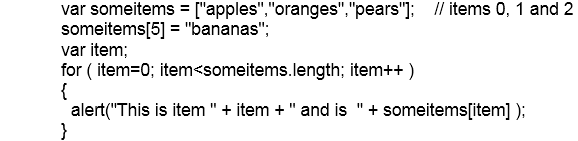 var someitems = ["apples","oranges","pears"];    // items 0, 1 and 2
someitems[5] = "bananas";
var item;
for ( item=0; item<someitems.length; item++ )
{
  alert("This is item " + item + " and is  " + someitems[item] );
}